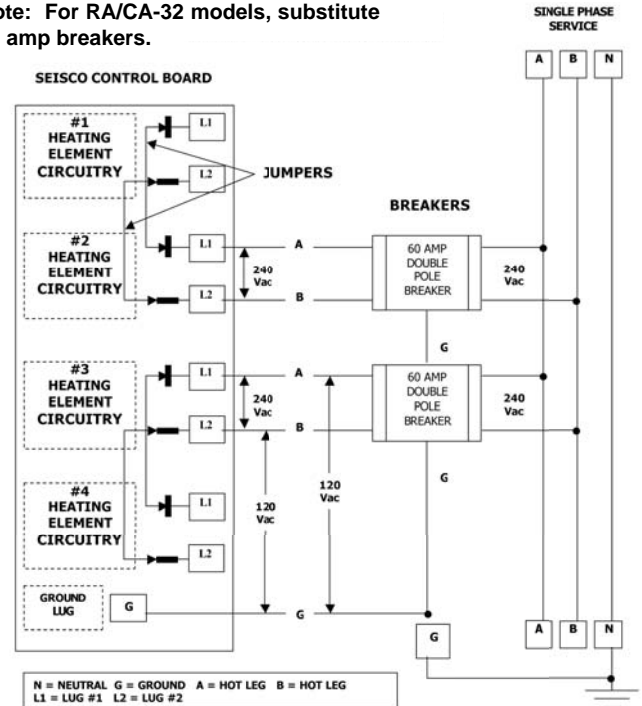 ote: For RA/CA-32 models, substitute
amp breakers.
SINGLE PHASE
SERVICE
A B N
SEISCO CONTROL BOARD
#1
HEATING
ELEMENT
CIRCUITRY
L1
L2
JUMPERS
BREAKERS
#2
HEATING
ELEMENT
CIRCUITRY
L1
L2
A
240
Vac
B
60 AMP
DOUBLE
POLE
BREAKER
240
Vac
G
#3
HEATING
ELEMENT
CIRCUITRY
L1
L2
A
240
Vac
B
60 AMP
DOUBLE
POLE
BREAKER
240
Vac
G
120
Vac
120
Vac
#4
HEATING
ELEMENT
CIRCUITRY
L1
L2
GROUND
LUG
G
G
G
A B N
N = NEUTRAL G = GROUND A = HOT LEG B = HOT LEG
L1 = LUG #1 L2 = LUG #2